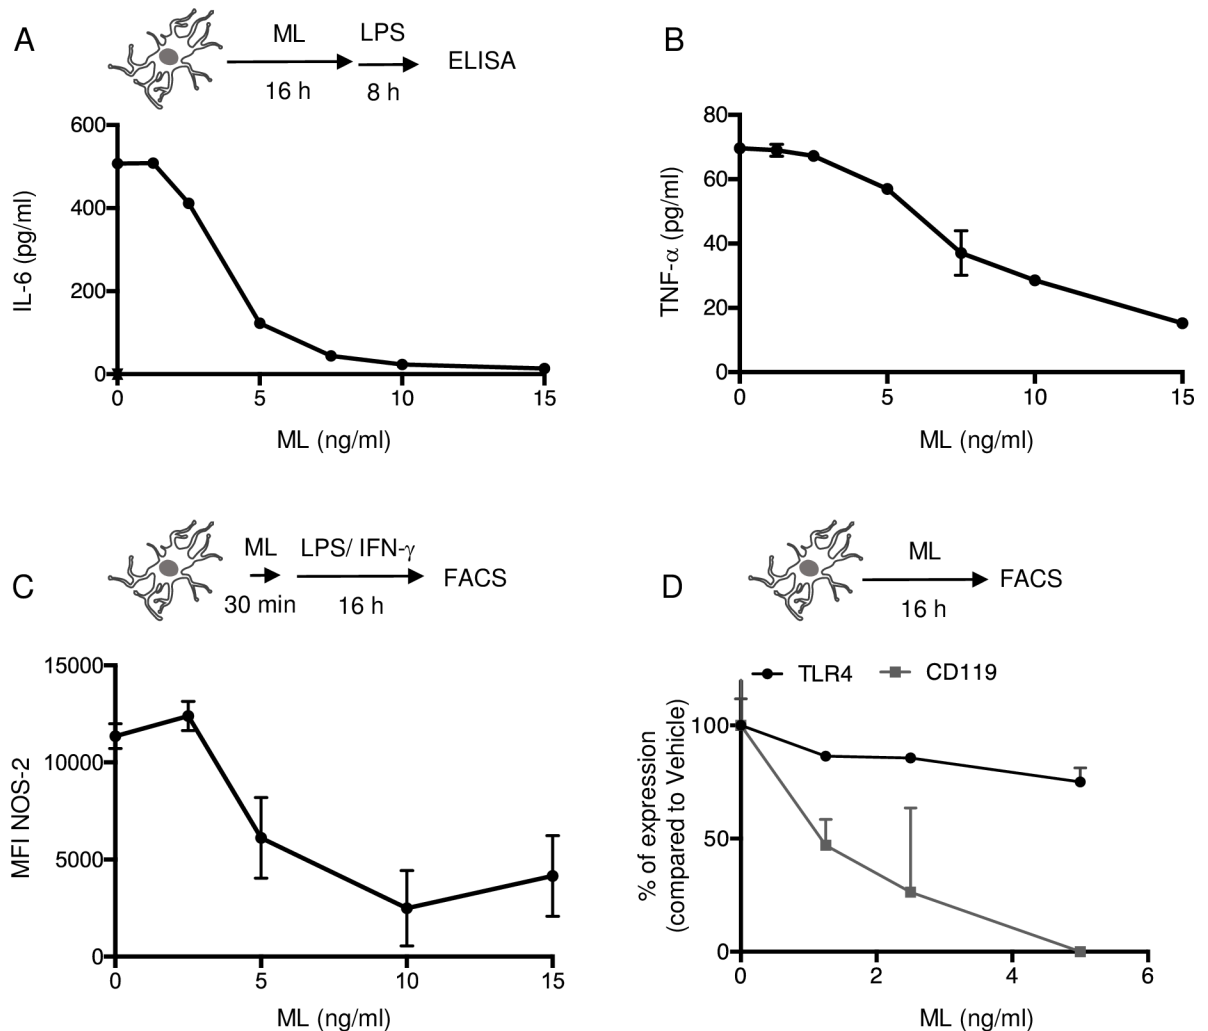 A
ML
LPS
ELISA
16 h
8 h
600
400
200
0
IL-6 (pg/ml)
0
5
10
15
ML (ng/ml)
B
80
60
40
20
0
TNF-α (pg/ml)
0
5
10
15
ML (ng/ml)
C
ML
LPS/ IFN-γ
FACS
30 min
16 h
15000
10000
5000
0
MFI NOS-2
0
5
10
15
ML (ng/ml)
D
ML
FACS
16 h
TLR4
CD119
100
50
0
% of expression
(compared to Vehicle)
0
2
4
6
ML (ng/ml)